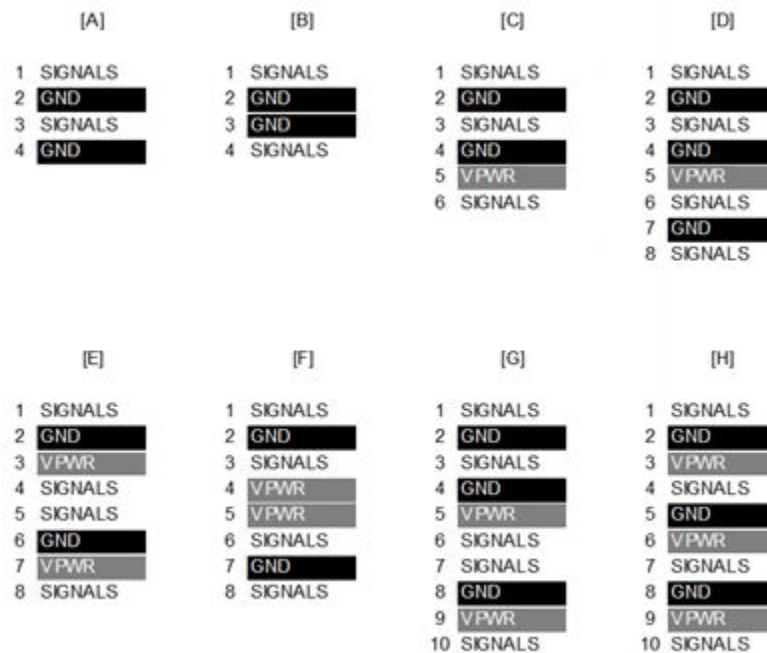 [A] [B] [C] [D]
1 SIGNALS 1 SIGNALS 1 SIGNALS 1 SIGNALS
2 GND 2 GND 2 GND 2 GND
3 SIGNALS 3 GND 3 SIGNALS 3 SIGNALS
4 GND 4 SIGNALS 4 GND 4 GND
5 VPWR 5 VPWR
6 SIGNALS 6 SIGNALS
7 GND
8 SIGNALS
[E] [F] [G] [H]
1 SIGNALS 1 SIGNALS 1 SIGNALS 1 SIGNALS
2 GND 2 GND 2 GND 2 GND
3 VPWR 3 SIGNALS 3 SIGNALS 3 VPWR
4 SIGNALS 4 VPWR 4 GND 4 SIGNALS
5 SIGNALS 5 VPWR 5 VPWR 5 GND
6 GND 6 SIGNALS 6 SIGNALS 6 VPWR
7 VPWR 7 GND 7 SIGNALS 7 SIGNALS
8 SIGNALS 8 SIGNALS 8 GND 8 GND
9 VPWR 9 VPWR
10 SIGNALS 10 SIGNALS